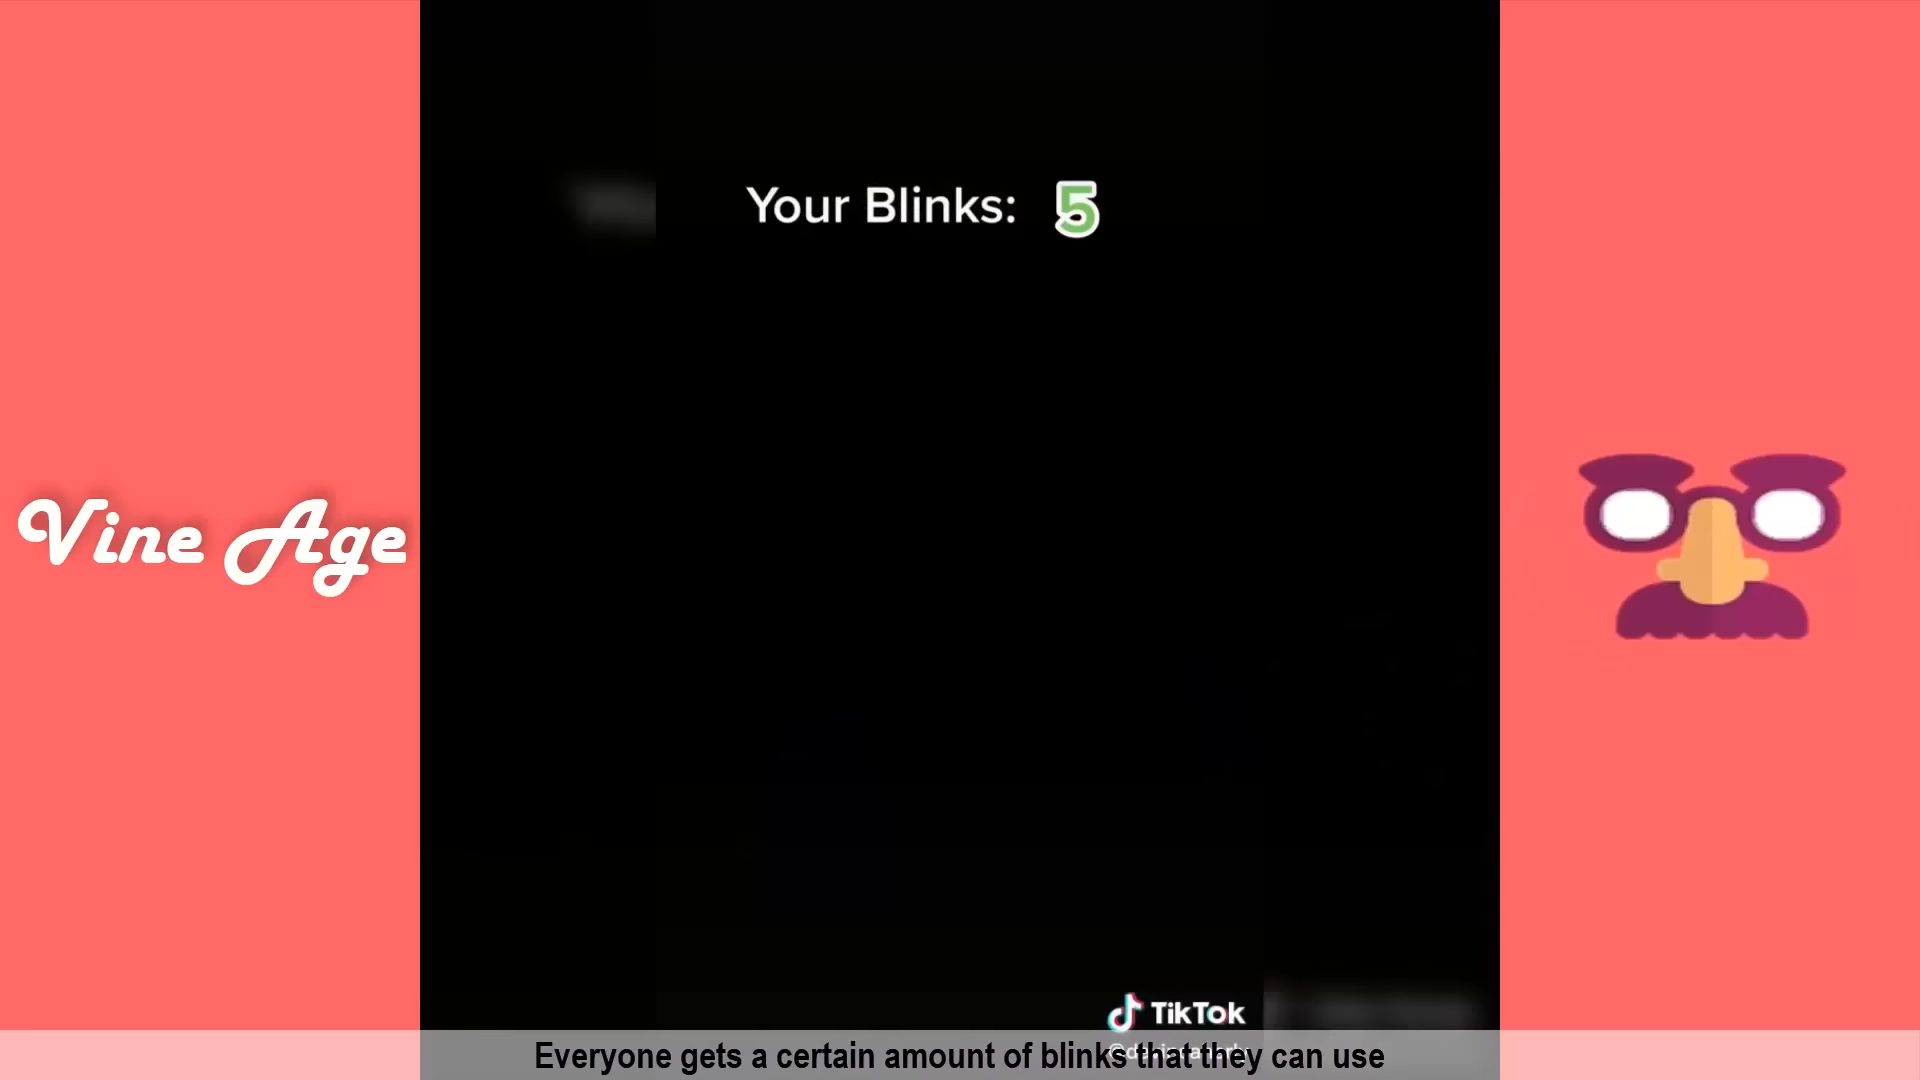 Your Blinks: 5
Vine Age
TikTok
Everyone gets a certain amount of blinks that they can use